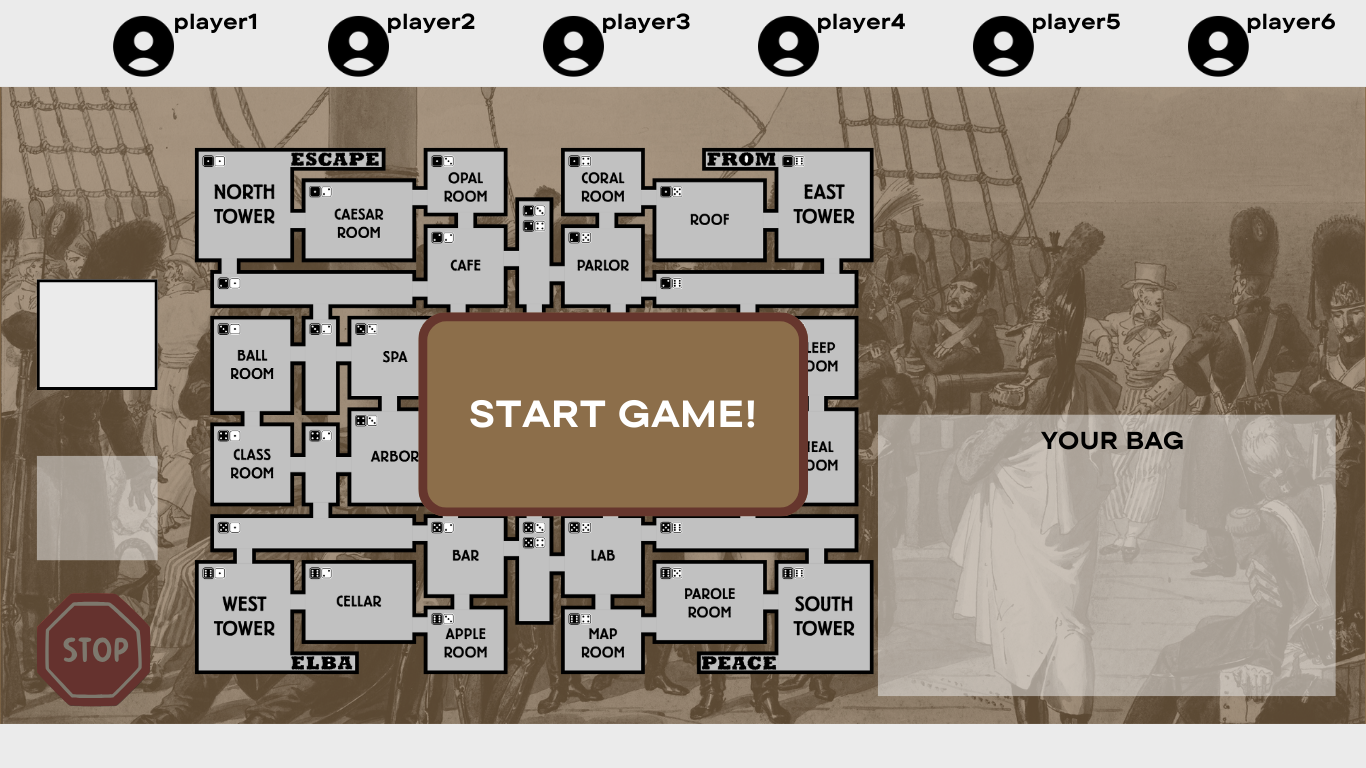 player1
player2
player3
player4
player5
player6
ESCAPE
FROM
NORTH
TOWER
CAESAR
ROOM
OPAL
ROOM
CORAL
ROOM
ROOF
EAST
TOWER
CAFE
PARLOR
BALL
ROOM
SPA
LEEP
OOM
START GAME!
CLASS
ROOM
ARBOR
EAL
OOM
YOUR BAG
BAR
LAB
WEST
TOWER
CELLAR
APPLE
ROOM
MAP
ROOM
PAROLE
ROOM
SOUTH
TOWER
STOP
ELBA
PEACE